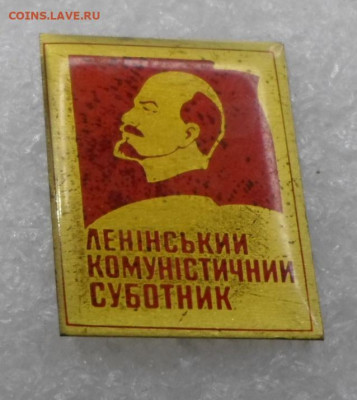 COINS.LAVE.RU
ЛЕНІНСЬКИЙ
КОМУНІСТИЧНИЙ
СУБОТНИК